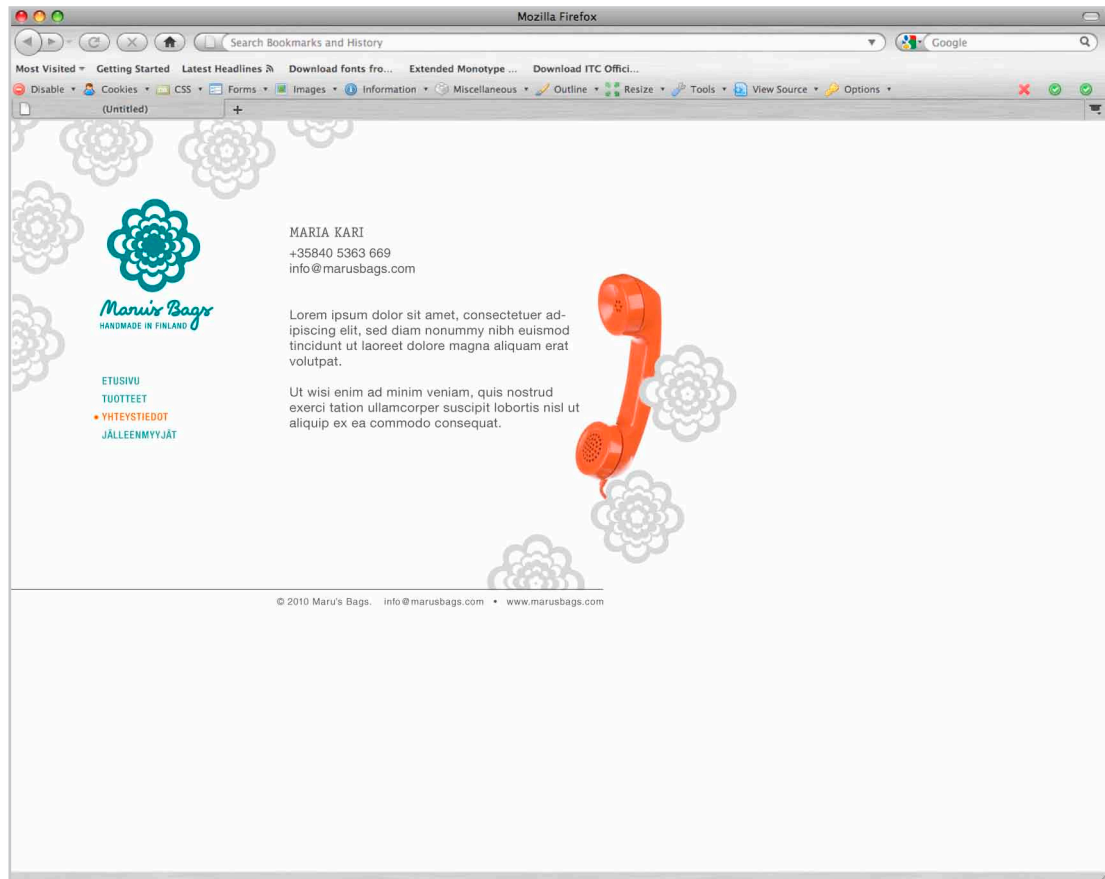 Mozilla Firefox
Search Bookmarks and History
Google
Most Visited Getting Started Latest Headlines Download fonts fro... Extended Monotype ... Download ITC Offici...
Disable Cookies CSS Forms Images Information Miscellaneous Outline Resize Tools View Source Options
(Untitled) +
Maru's Bags
HANDMADE IN FINLAND
ETUSIVU
TUOTTEET
• YHTEYSTIEDOT
JÄLLEENMYYJÄT
MARIA KARI
+35840 5363 669
info@marusbags.com
Lorem ipsum dolor sit amet, consectetuer ad-
ipiscing elit, sed diam nonummy nibh euismod
tincidunt ut laoreet dolore magna aliquam erat
volutpat.
Ut wisi enim ad minim veniam, quis nostrud
exerci tation ullamcorper suscipit lobortis nisl ut
aliquip ex ea commodo consequat.
© 2010 Maru's Bags. info@marusbags.com • www.marusbags.com